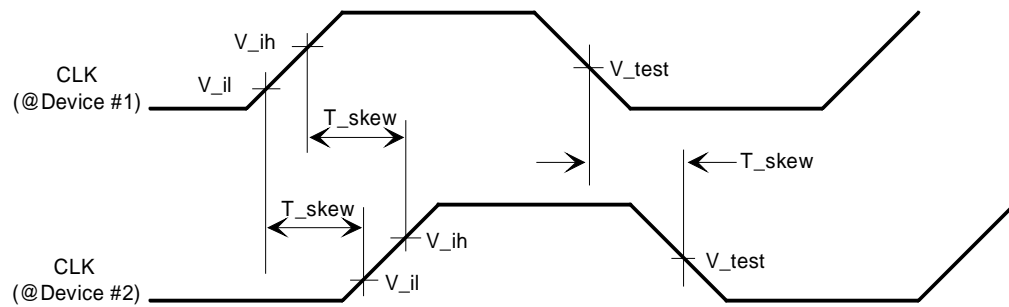 V_ih
V_test
CLK
(@Device #1)
V_il
T_skew
T_skew
T_skew
V_ih
V_test
CLK
(@Device #2)
V_il